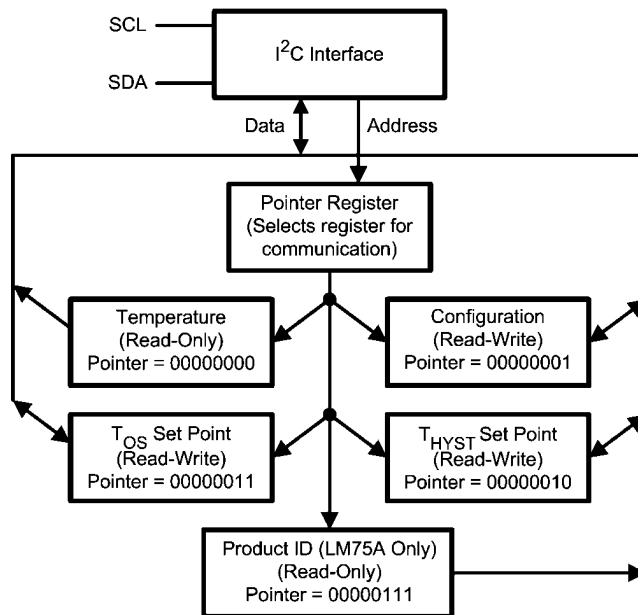 SCL
I²C Interface
SDA
Data
Address
Pointer Register
(Selects register for
communication)
Temperature
(Read-Only)
Pointer = 00000000
Configuration
(Read-Write)
Pointer = 00000001
TOS Set Point
(Read-Write)
Pointer = 00000011
THYST Set Point
(Read-Write)
Pointer = 00000010
Product ID (LM75A Only)
(Read-Only)
Pointer = 00000111